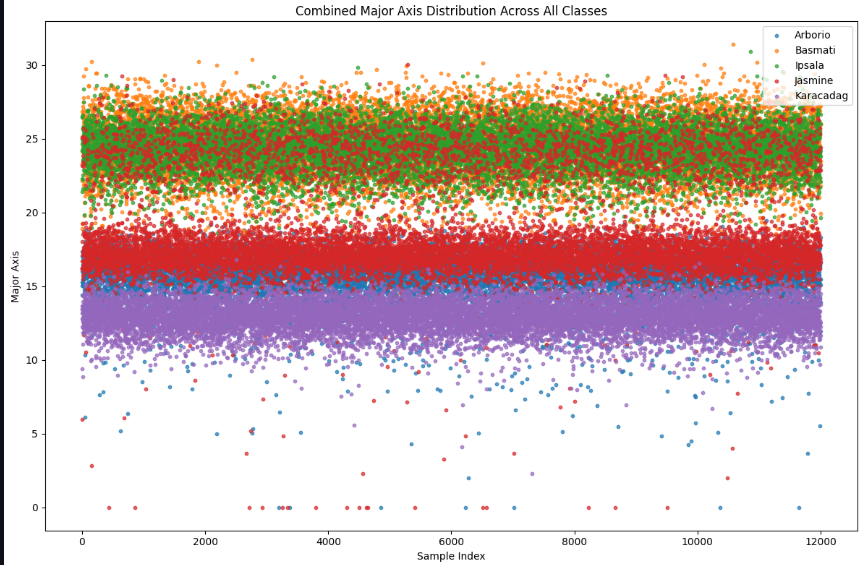 Combined Major Axis Distribution Across All Classes
Arborio
Basmati
Ipsala
Jasmine
Karacadag
30
25
20
15
10
5
0
Major Axis
0 2000 4000 6000 8000 10000 12000
Sample Index